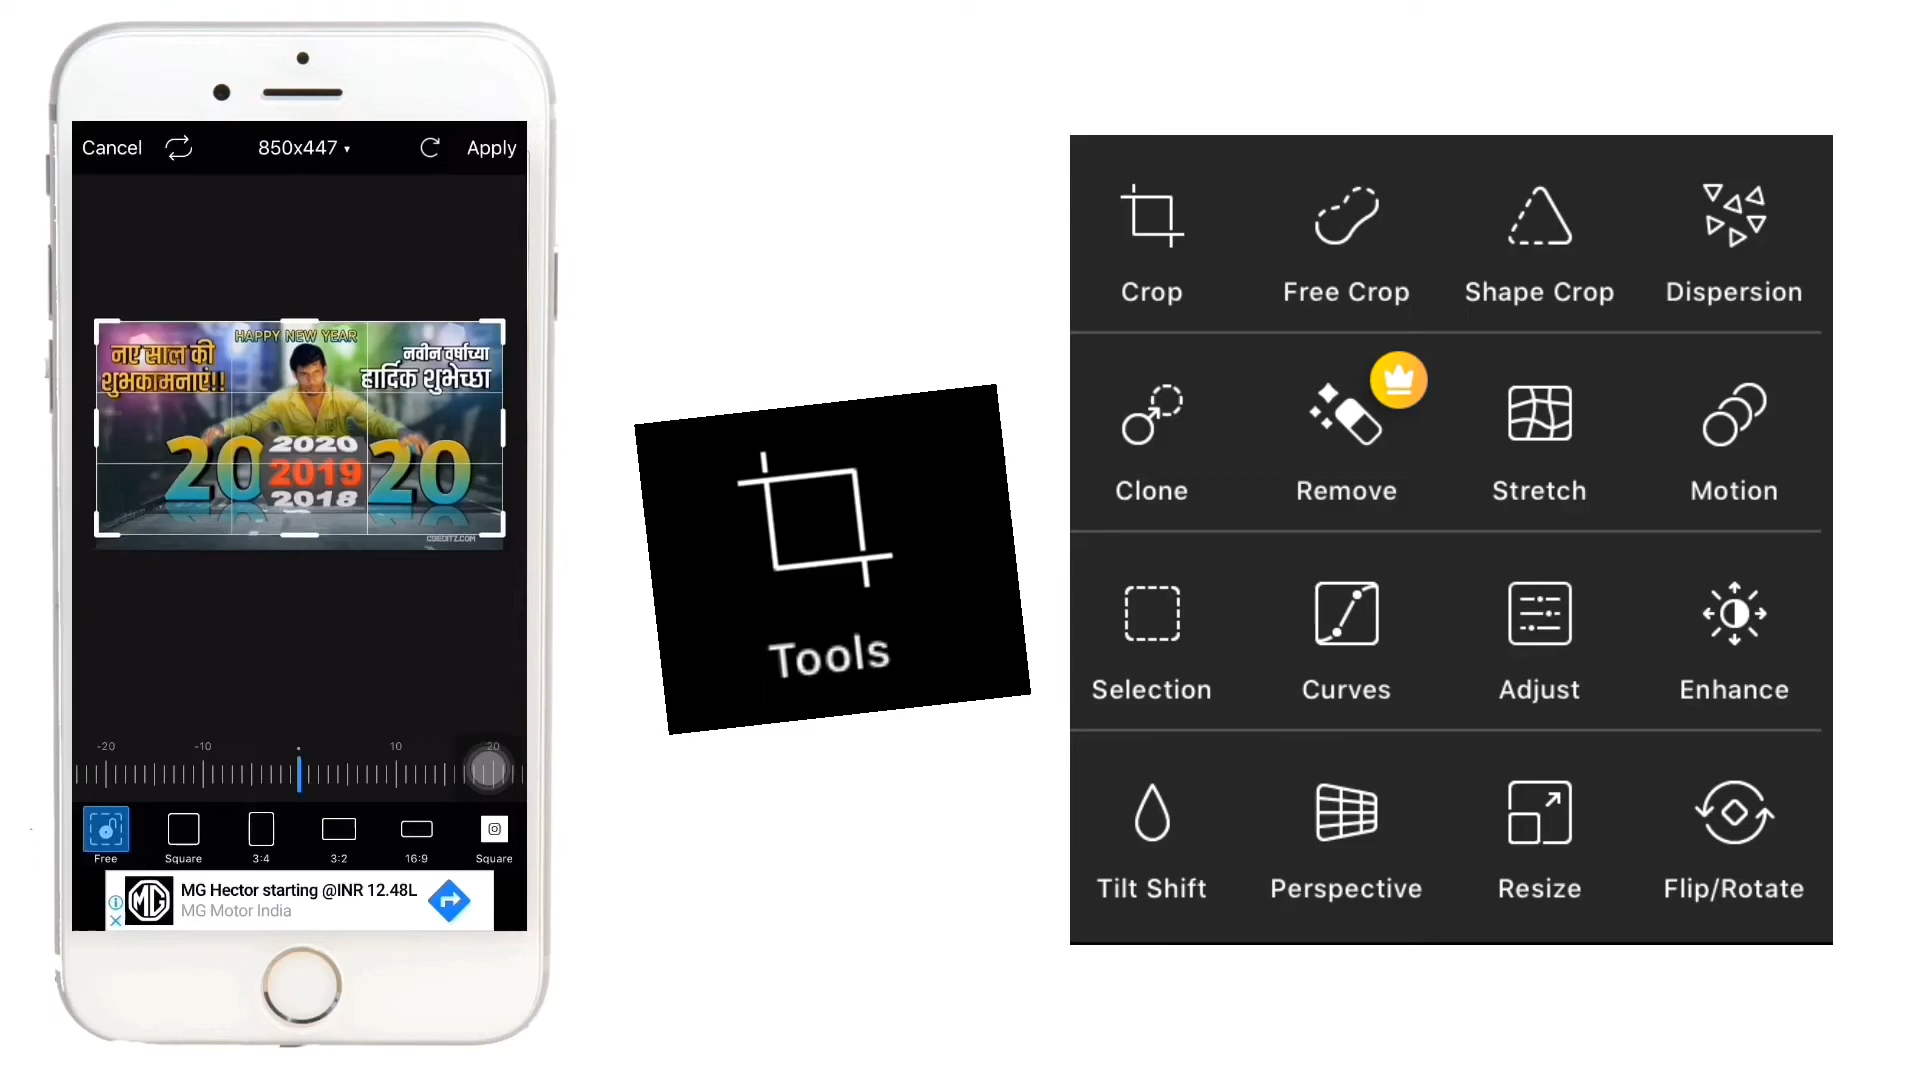 Cancel 850x447 Apply
HAPPY NEW YEAR
नए साल की
शुभकामनाएं!!
नवीन वर्षाच्या
हार्दिक शुभेच्छा
2020
20 2019 20
2018
CBEDITZ.COM
-20 -10 10 20
Free Square 3:4 3:2 16:9 Square
MG Hector starting @INR 12.48L
MG Motor India
MG
Tools
Crop Free Crop Shape Crop Dispersion
Clone Remove Stretch Motion
Selection Curves Adjust Enhance
Tilt Shift Perspective Resize Flip/Rotate